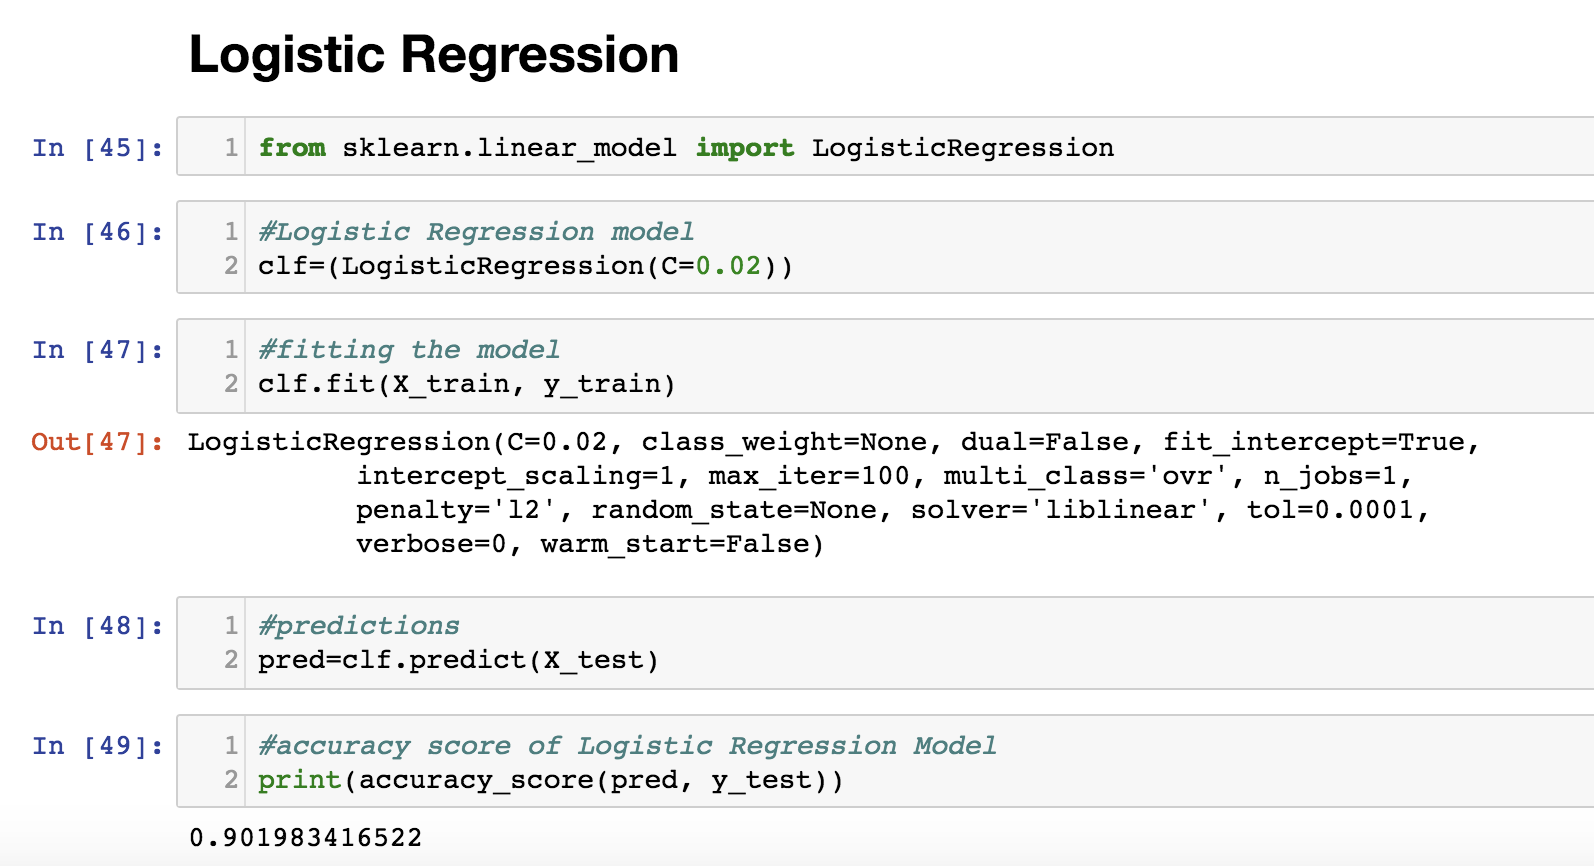 Logistic Regression
In [45]: 1 from sklearn.linear_model import LogisticRegression
In [46]: 1 #Logistic Regression model
2 clf=(LogisticRegression(C=0.02))
In [47]: 1 #fitting the model
2 clf.fit(X_train, y_train)
Out[47]: LogisticRegression(C=0.02, class_weight=None, dual=False, fit_intercept=True,
intercept_scaling=1, max_iter=100, multi_class='ovr', n_jobs=1,
penalty='l2', random_state=None, solver='liblinear', tol=0.0001,
verbose=0, warm_start=False)
In [48]: 1 #predictions
2 pred=clf.predict(X_test)
In [49]: 1 #accuracy score of Logistic Regression Model
2 print(accuracy_score(pred, y_test))
0.901983416522